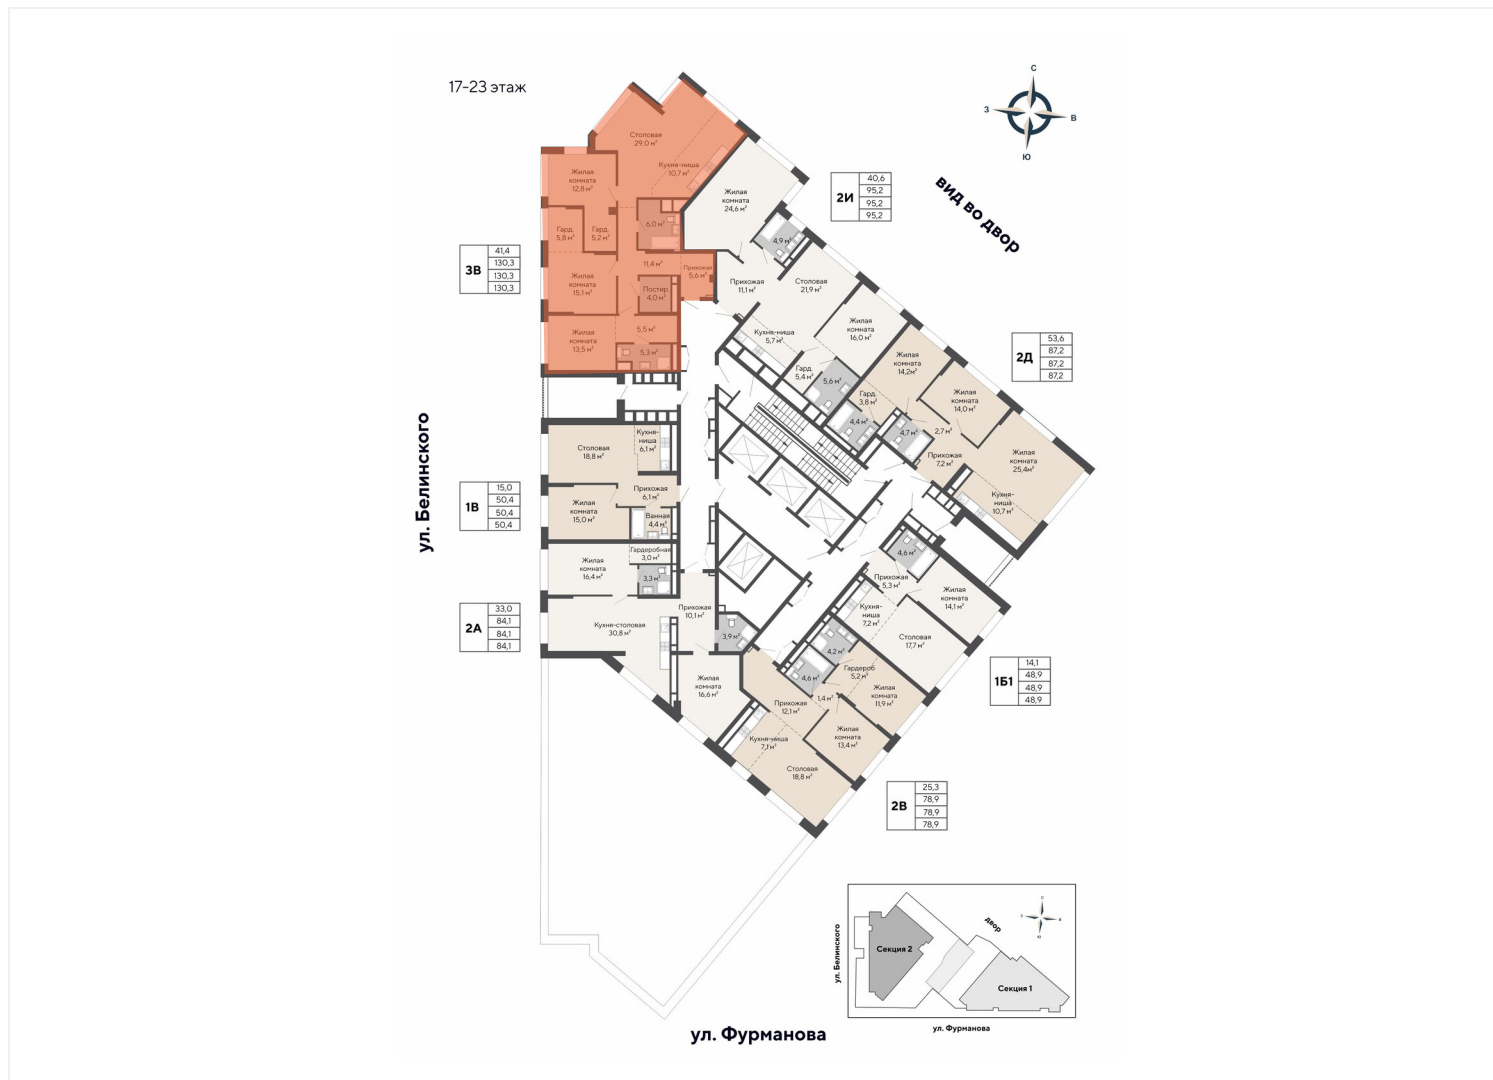 17-23 этаж
С
З
В
Ю
вид во двор
ул. Белинского
ул. Фурманова
3В
41,4
130,3
130,3
130,3
Столовая
29,0 м²
Кухня-ниша
10,7 м²
Жилая
комната
12,8 м²
6,0 м²
Гард.
5,8 м²
Гард.
5,2 м²
11,4 м²
Прихожая
5,6 м²
Жилая
комната
15,1 м²
Постир.
4,0 м²
Жилая
комната
13,5 м²
5,5 м²
5,3 м²
2И
40,6
95,2
95,2
95,2
Жилая
комната
24,6 м²
4,9 м²
Прихожая
11,1 м²
Столовая
21,9 м²
Кухня-ниша
5,7 м²
Жилая
комната
16,0 м²
Гард.
5,4 м²
5,6 м²
2Д
53,6
87,2
87,2
87,2
Жилая
комната
14,2м²
Гард.
3,8 м²
Жилая
комната
14,0 м²
4,4 м²
4,7 м²
2,7 м²
Прихожая
7,2 м²
Жилая
комната
25,4м²
Кухня-
ниша
10,7 м²
1В
15,0
50,4
50,4
50,4
Кухня-
ниша
6,1 м²
Столовая
18,8 м²
Прихожая
6,1 м²
Жилая
комната
15,0 м²
Ванная
4,4 м²
2А
33,0
84,1
84,1
84,1
Гардеробная
3,0 м²
Жилая
комната
16,4 м²
3,3 м²
Прихожая
10,1 м²
Кухня-столовая
30,8 м²
3,9 м²
Жилая
комната
16,6 м²
1Б1
14,1
48,9
48,9
48,9
4,6 м²
Прихожая
5,3 м²
Жилая
комната
14,1 м²
Кухня-
ниша
7,2 м²
Столовая
17,7 м²
2В
25,3
78,9
78,9
78,9
4,2 м²
4,6 м²
Гардероб
5,2 м²
Жилая
комната
11,9 м²
1,4 м²
Прихожая
12,1 м²
Жилая
комната
13,4 м²
Кухня-ниша
7,1 м²
Столовая
18,8 м²
ул. Белинского
Секция 2
двор
Секция 1
ул. Фурманова